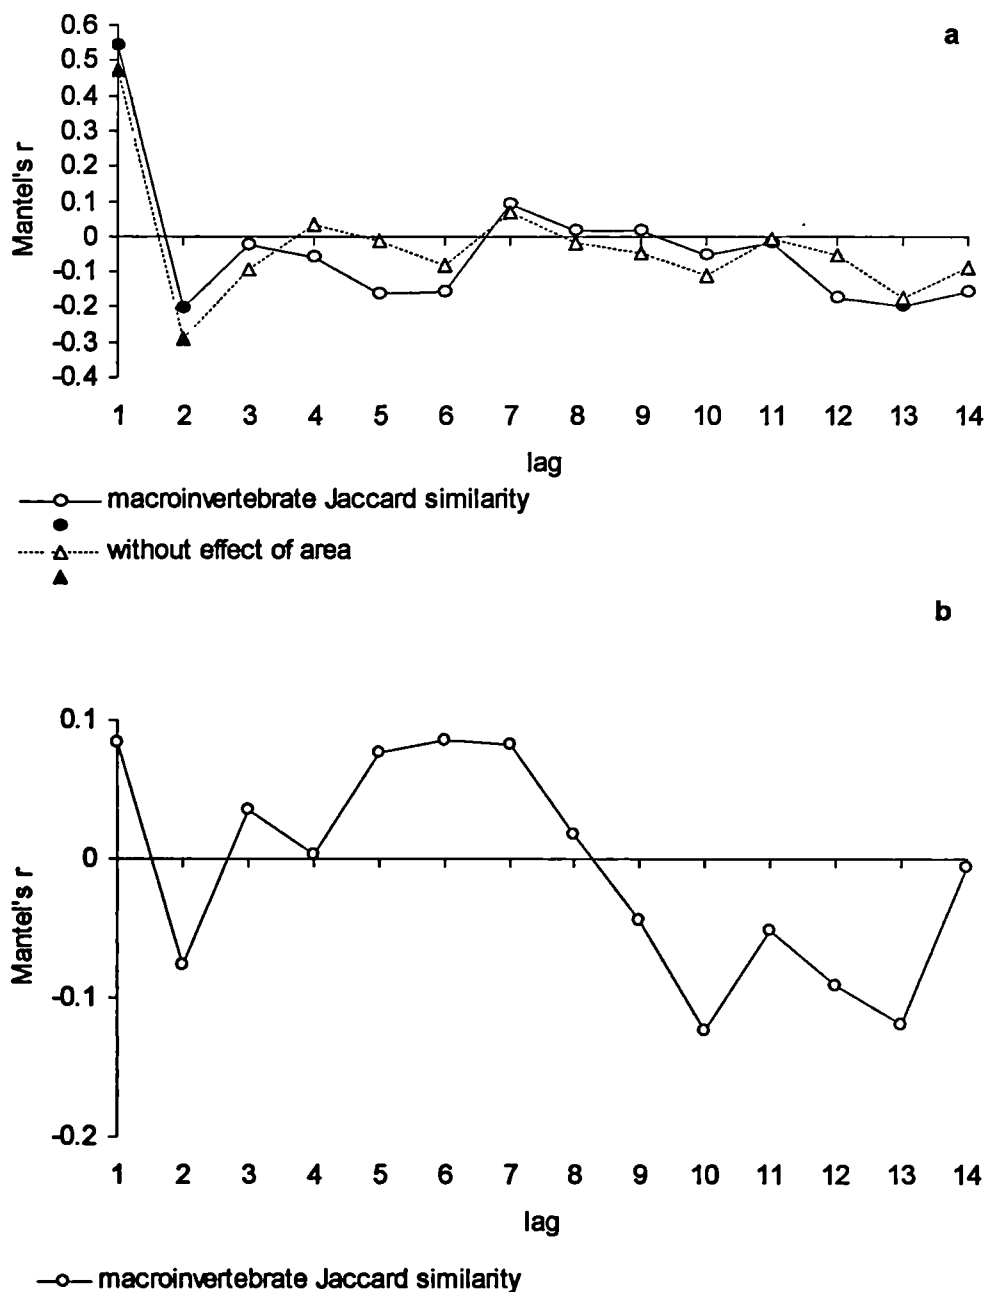 a
0.6
0.5
0.4
0.3
0.2
0.1
0
-0.1
-0.2
-0.3
-0.4
Mantel's r
1 2 3 4 5 6 7 8 9 10 11 12 13 14
lag
macroinvertebrate Jaccard similarity
without effect of area
b
0.1
0
-0.1
-0.2
Mantel's r
1 2 3 4 5 6 7 8 9 10 11 12 13 14
lag
macroinvertebrate Jaccard similarity